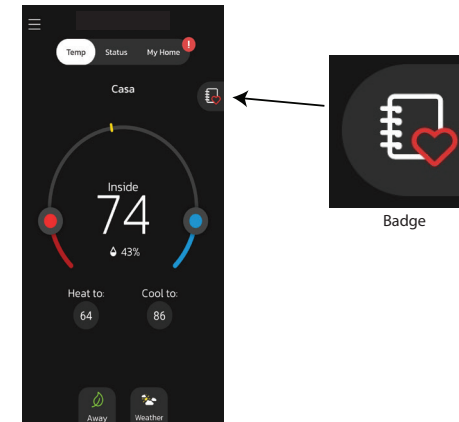 Temp Status My Home !
Casa
Inside
74
43%
Heat to: Cool to:
64 86
Away Weather
Badge